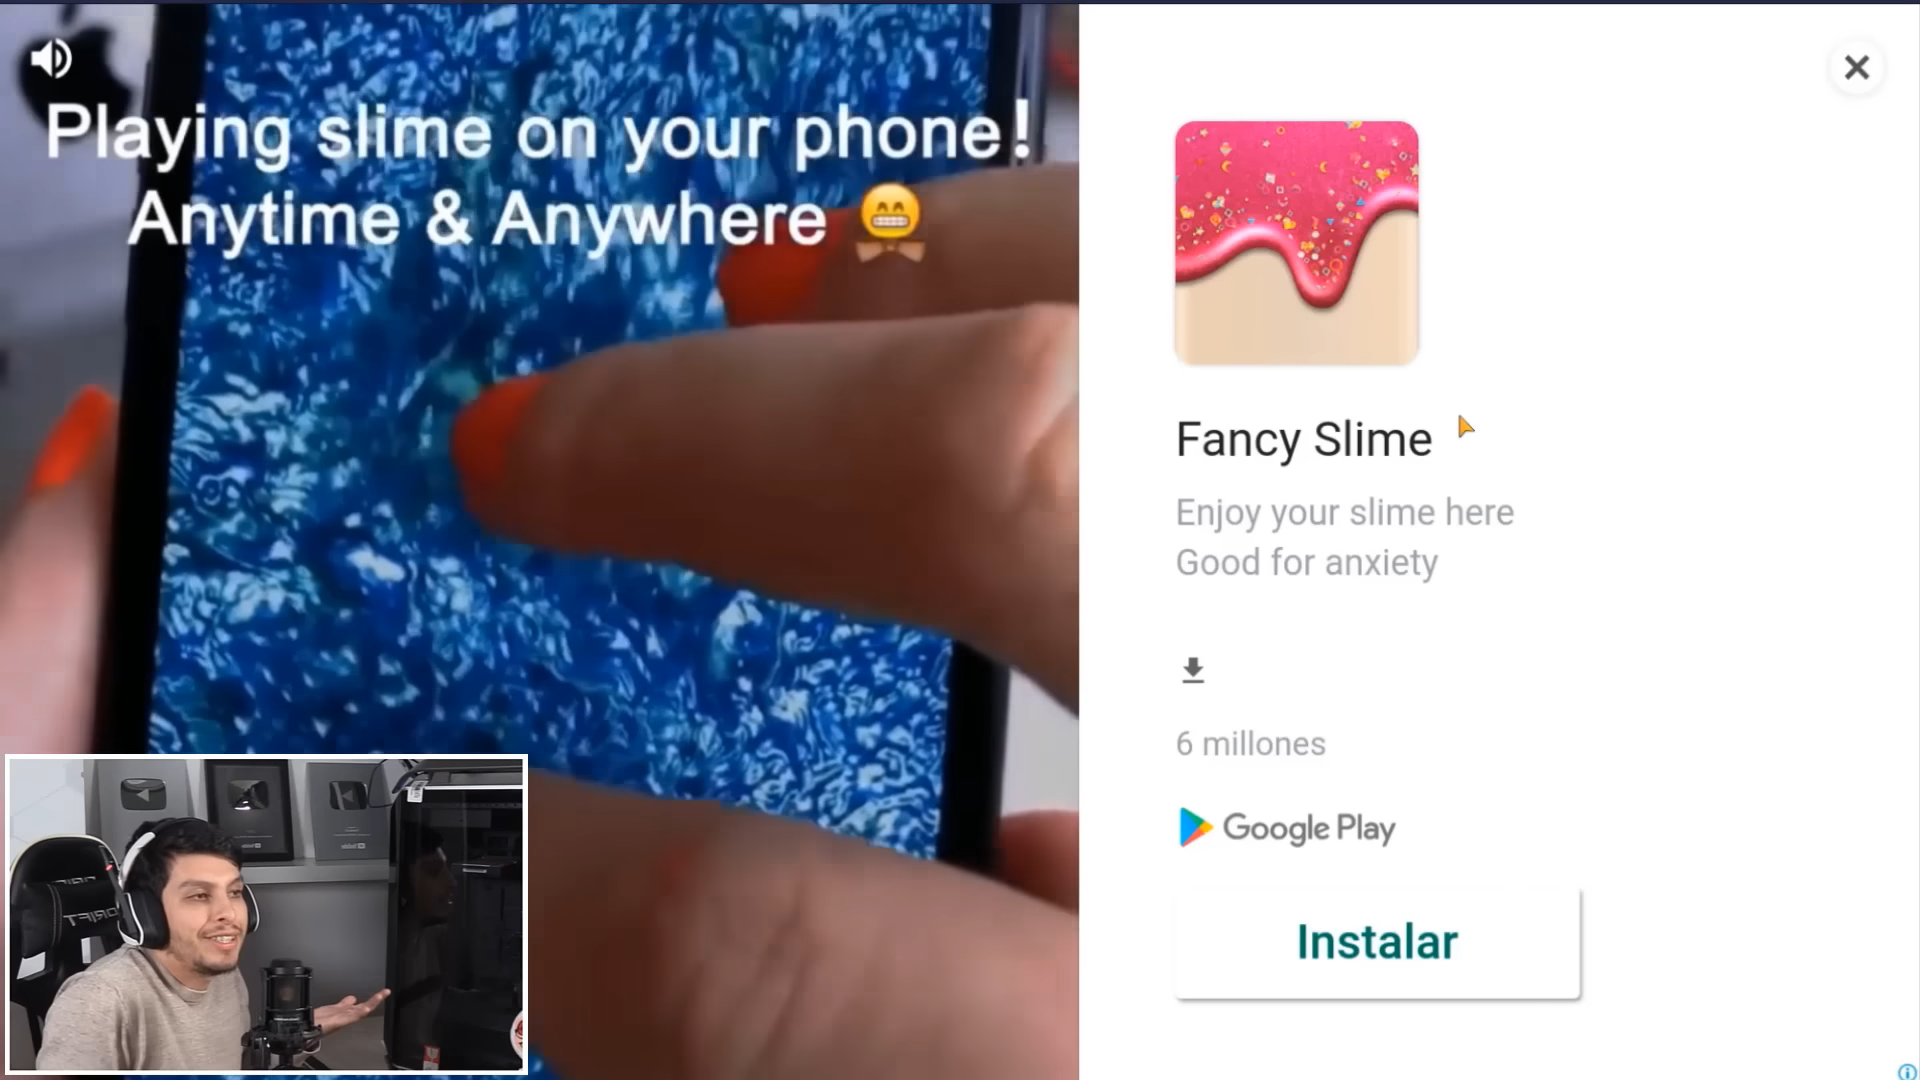 Playing slime on your phone!
Anytime & Anywhere 😬
Fancy Slime
Enjoy your slime here
Good for anxiety
6 millones
Google Play
Instalar